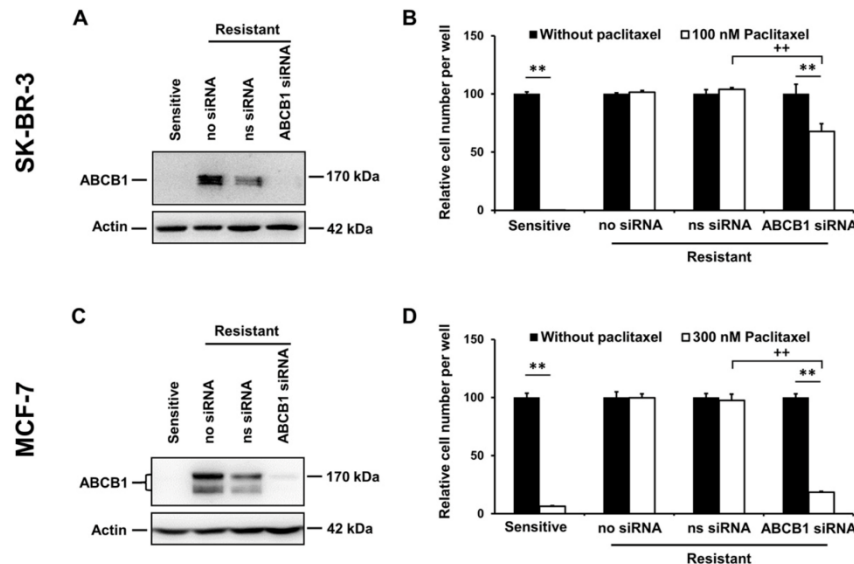 A
Resistant
Sensitive
no siRNA
ns siRNA
ABCB1 siRNA
SK-BR-3
ABCB1
170 kDa
Actin
42 kDa
B
Without paclitaxel
100 nM Paclitaxel
Relative cell number per well
150
100
50
0
**
++
**
Sensitive
no siRNA
ns siRNA
ABCB1 siRNA
Resistant
C
Resistant
Sensitive
no siRNA
ns siRNA
ABCB1 siRNA
MCF-7
ABCB1
170 kDa
Actin
42 kDa
D
Without paclitaxel
300 nM Paclitaxel
Relative cell number per well
150
100
50
0
**
++
**
Sensitive
no siRNA
ns siRNA
ABCB1 siRNA
Resistant